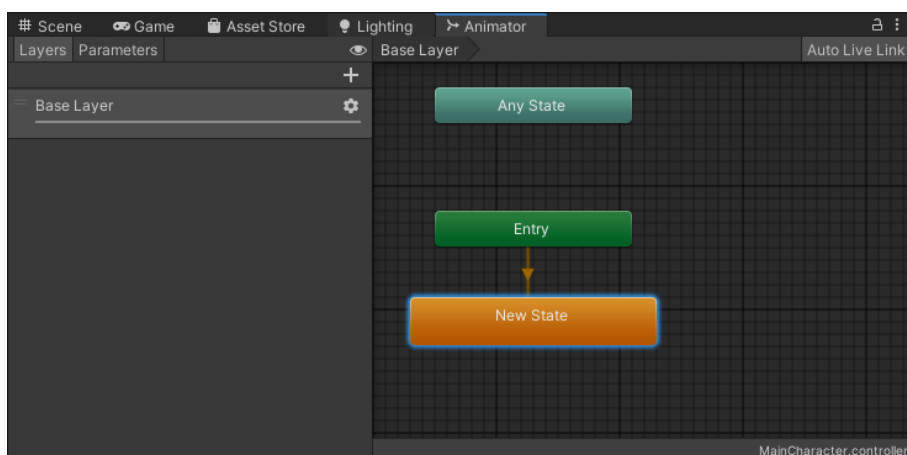 Scene Game Asset Store Lighting Animator
Layers Parameters Base Layer Auto Live Link
Base Layer
Any State
Entry
New State
MainCharacter.controller